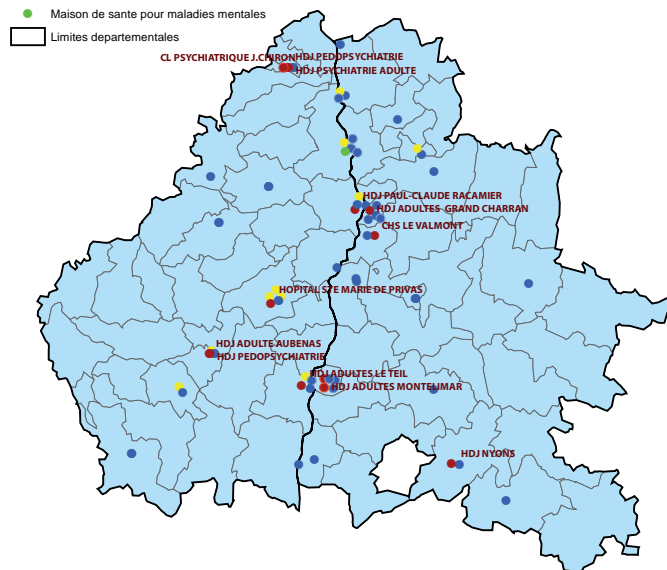 Maison de sante pour maladies mentales
Limites departementales
CL PSYCHIATRIQUE J.CHIRON
HDJ PEDOPSYCHIATRIE
HDJ PSYCHIATRIE ADULTE
HDJ PAUL-CLAUDE RACAMIER
HDJ ADULTES GRAND CHARRAN
CHS LE VALMONT
HOPITAL STE MARIE DE PRIVAS
HDJ ADULTE AUBENAS
HDJ PEDOPSYCHIATRIE
HDJ ADULTES LE TEIL
HDJ ADULTES MONTELIMAR
HDJ NYONS